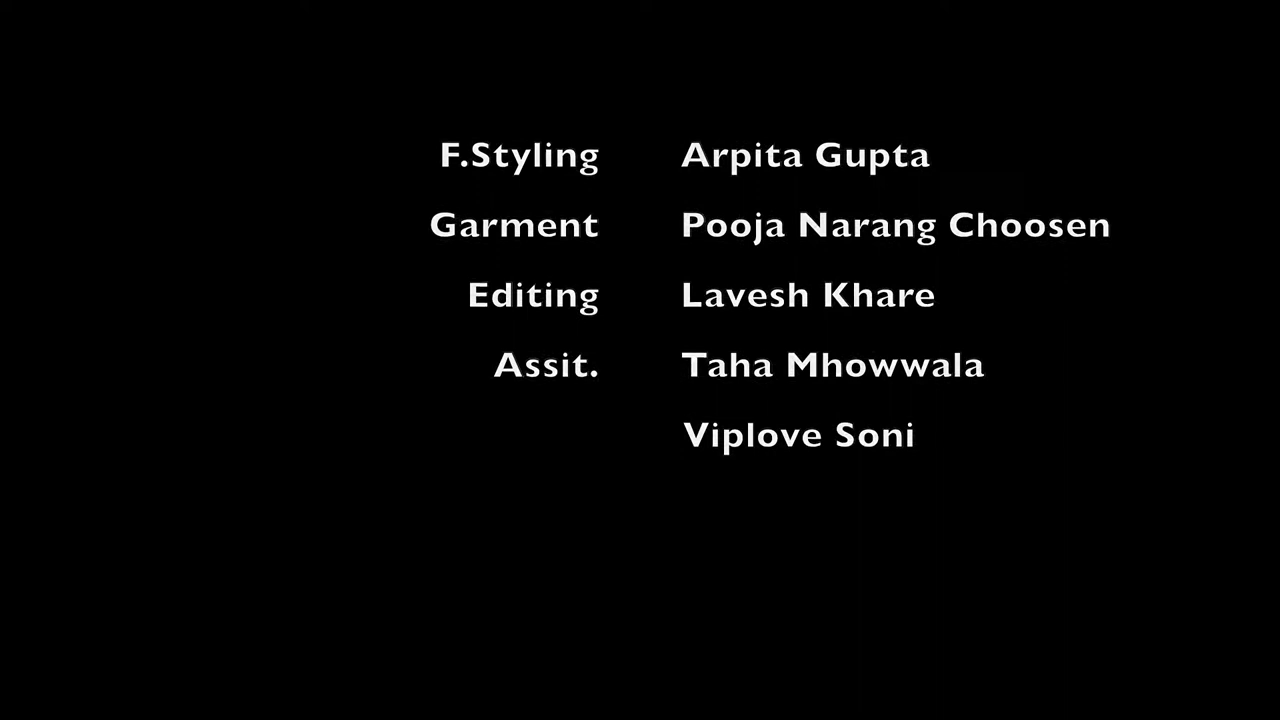 F.Styling Arpita Gupta
Garment Pooja Narang Choosen
Editing Lavesh Khare
Assit. Taha Mhowwala
Viplove Soni